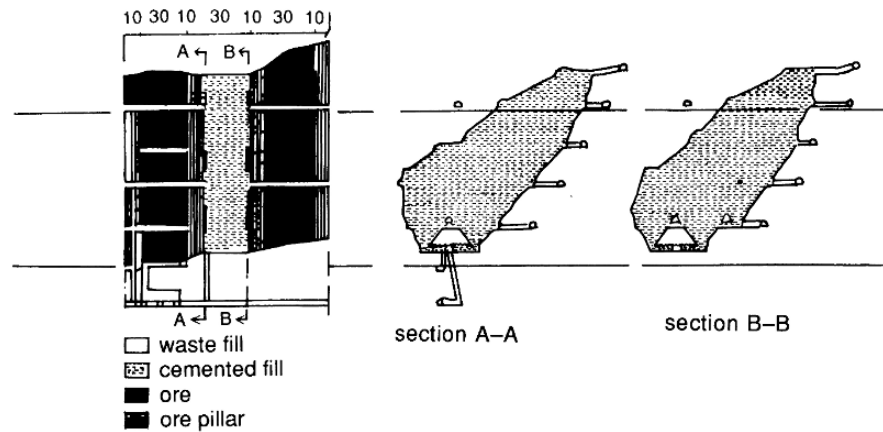 10 30 10 30 10 30 10
A B
A B
waste fill
cemented fill
ore
ore pillar
section A–A
section B–B